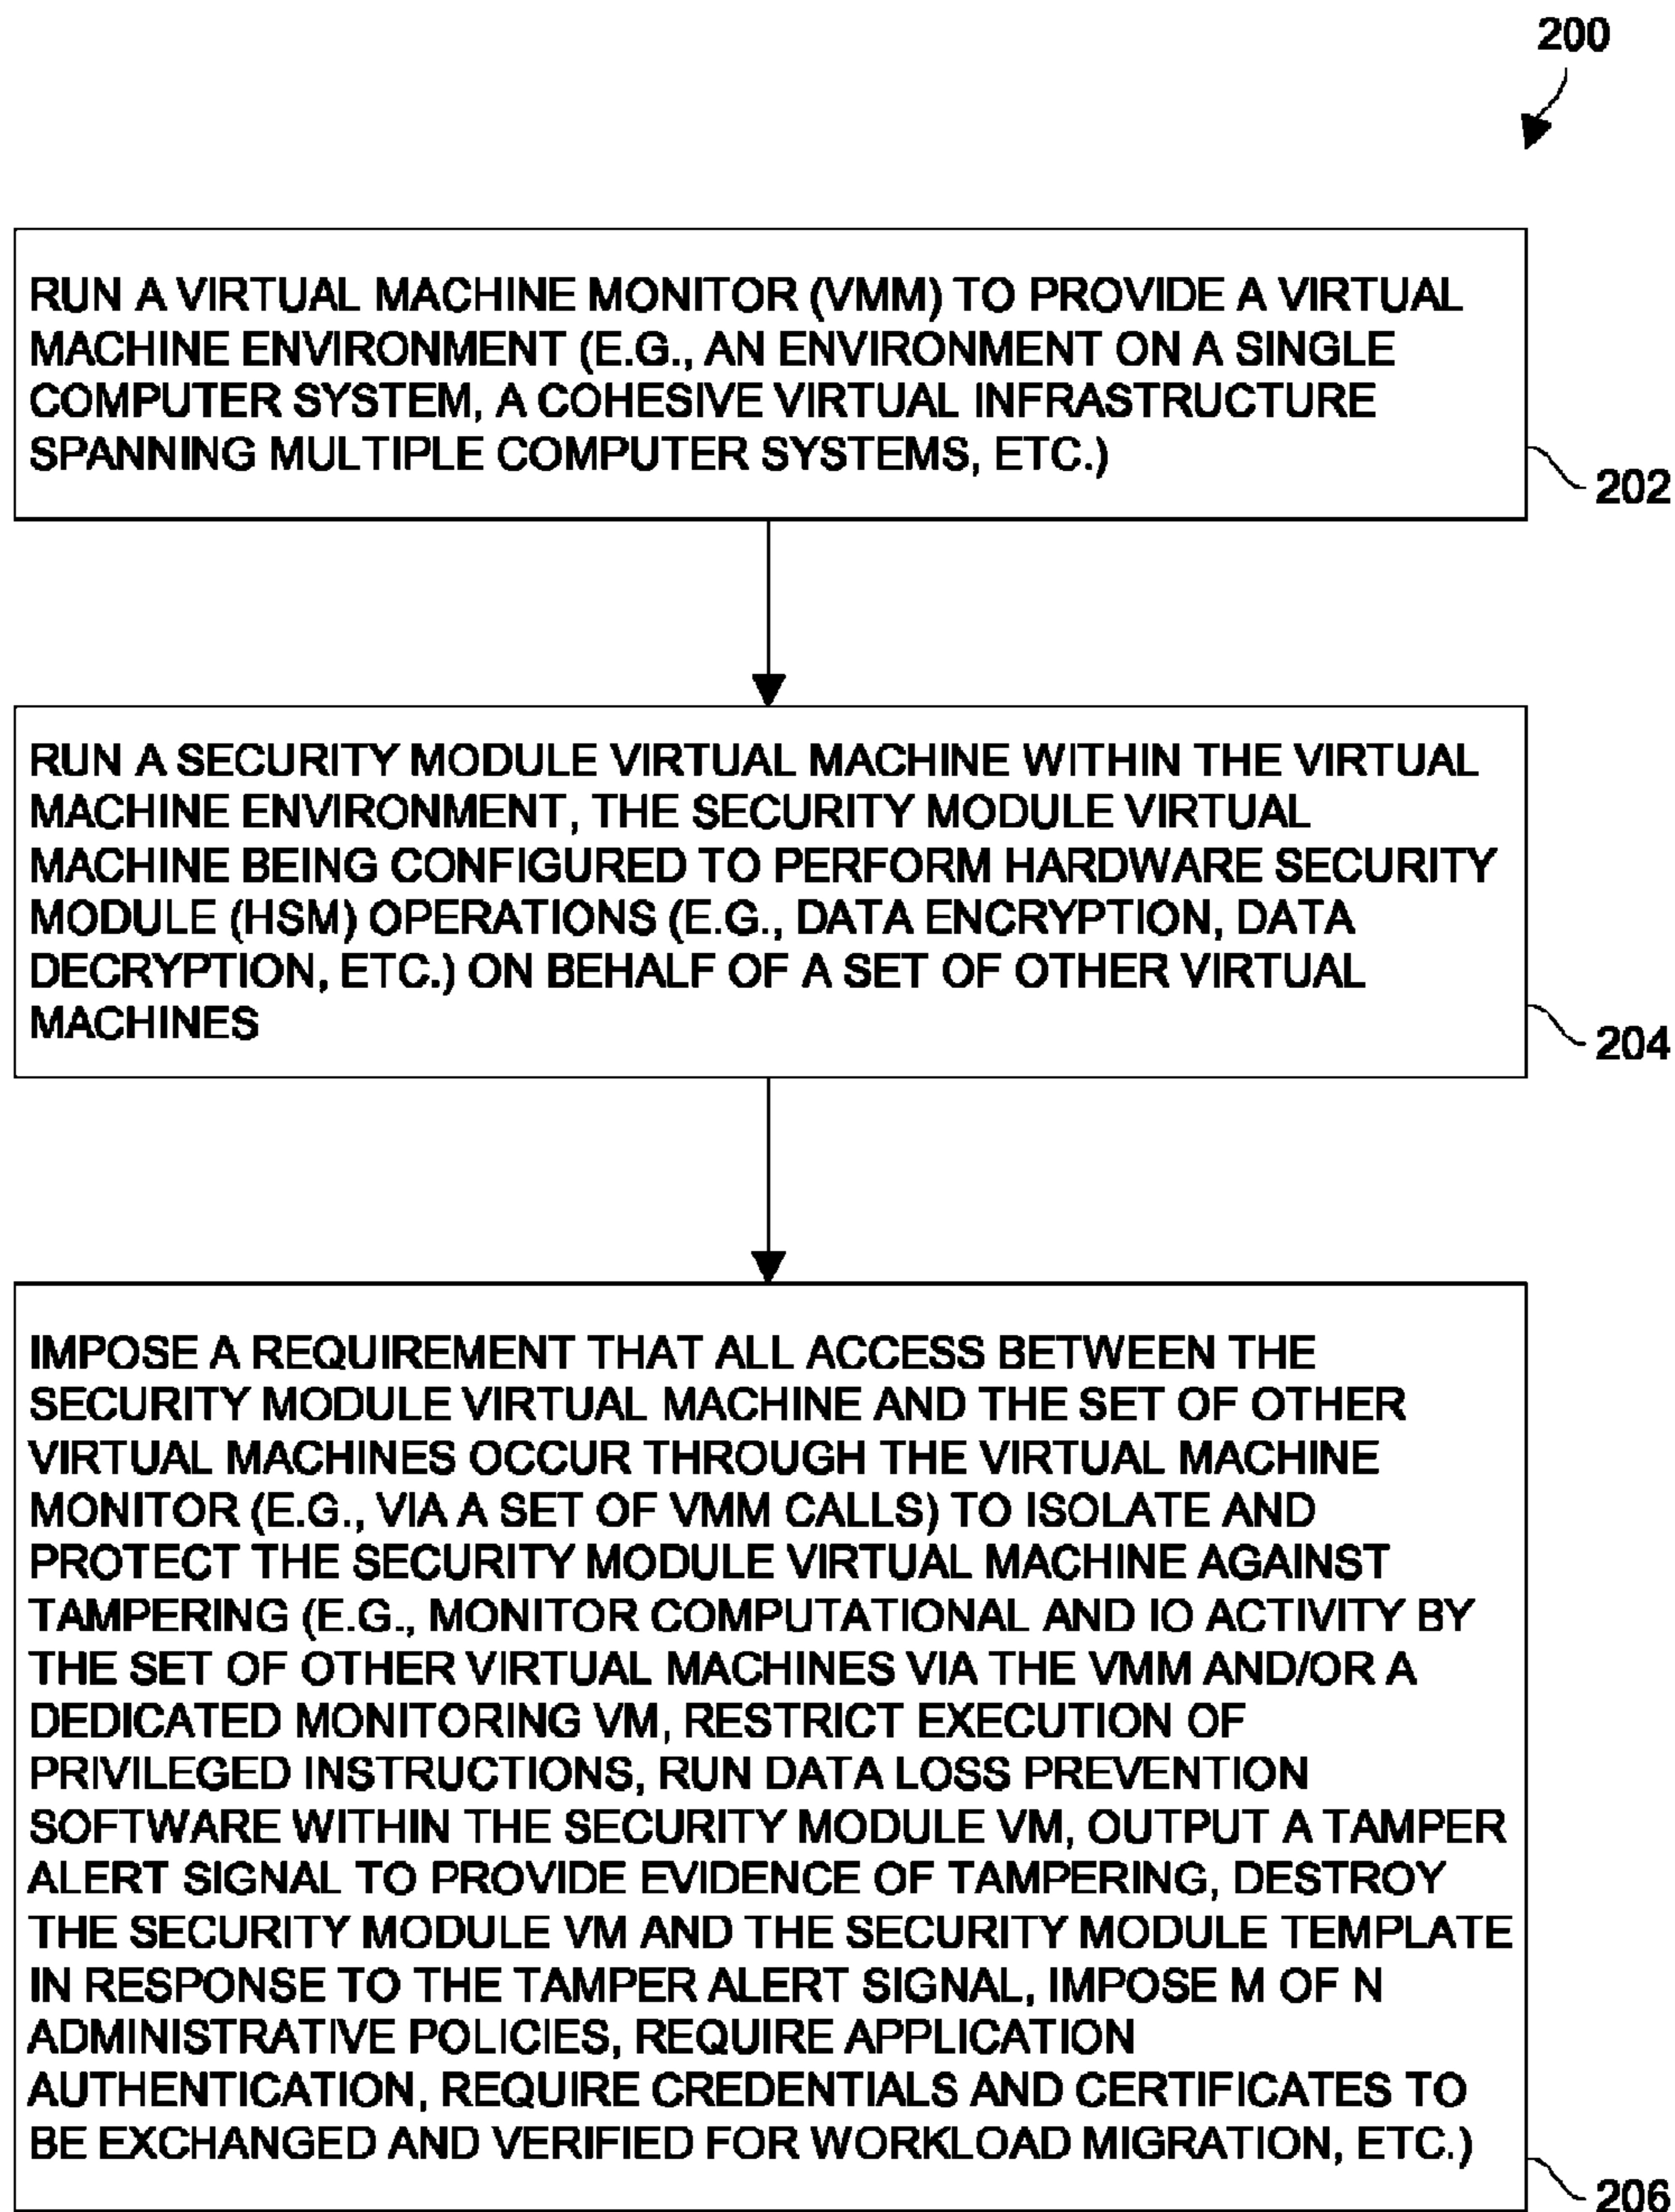 200
RUN A VIRTUAL MACHINE MONITOR (VMM) TO PROVIDE A VIRTUAL
MACHINE ENVIRONMENT (E.G., AN ENVIRONMENT ON A SINGLE
COMPUTER SYSTEM, A COHESIVE VIRTUAL INFRASTRUCTURE
SPANNING MULTIPLE COMPUTER SYSTEMS, ETC.)
202
RUN A SECURITY MODULE VIRTUAL MACHINE WITHIN THE VIRTUAL
MACHINE ENVIRONMENT, THE SECURITY MODULE VIRTUAL
MACHINE BEING CONFIGURED TO PERFORM HARDWARE SECURITY
MODULE (HSM) OPERATIONS (E.G., DATA ENCRYPTION, DATA
DECRYPTION, ETC.) ON BEHALF OF A SET OF OTHER VIRTUAL
MACHINES
204
IMPOSE A REQUIREMENT THAT ALL ACCESS BETWEEN THE
SECURITY MODULE VIRTUAL MACHINE AND THE SET OF OTHER
VIRTUAL MACHINES OCCUR THROUGH THE VIRTUAL MACHINE
MONITOR (E.G., VIA A SET OF VMM CALLS) TO ISOLATE AND
PROTECT THE SECURITY MODULE VIRTUAL MACHINE AGAINST
TAMPERING (E.G., MONITOR COMPUTATIONAL AND IO ACTIVITY BY
THE SET OF OTHER VIRTUAL MACHINES VIA THE VMM AND/OR A
DEDICATED MONITORING VM, RESTRICT EXECUTION OF
PRIVILEGED INSTRUCTIONS, RUN DATA LOSS PREVENTION
SOFTWARE WITHIN THE SECURITY MODULE VM, OUTPUT A TAMPER
ALERT SIGNAL TO PROVIDE EVIDENCE OF TAMPERING, DESTROY
THE SECURITY MODULE VM AND THE SECURITY MODULE TEMPLATE
IN RESPONSE TO THE TAMPER ALERT SIGNAL, IMPOSE M OF N
ADMINISTRATIVE POLICIES, REQUIRE APPLICATION
AUTHENTICATION, REQUIRE CREDENTIALS AND CERTIFICATES TO
BE EXCHANGED AND VERIFIED FOR WORKLOAD MIGRATION, ETC.)
206